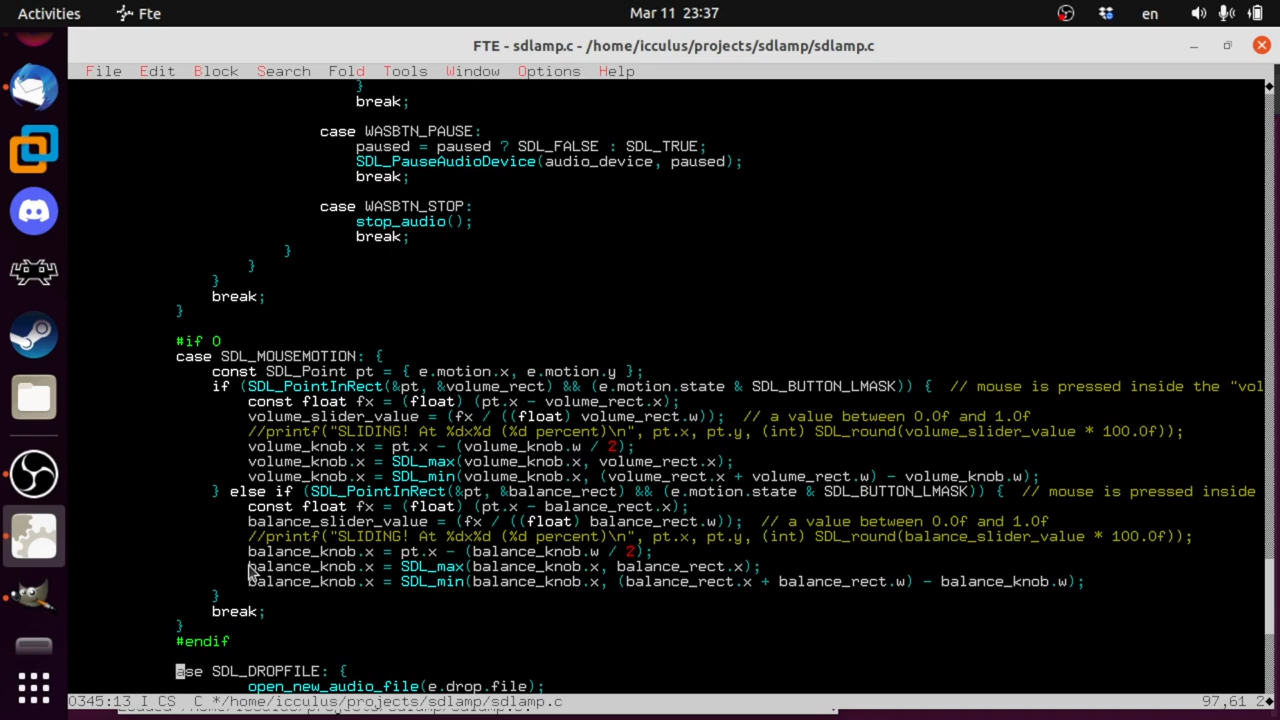 Activities
Fte
Mar 11 23:37
en
FTE - sdlamp.c - /home/icculus/projects/sdlamp/sdlamp.c
File Edit Block Search Fold Tools Window Options Help
}
break;
case WASBTN_PAUSE:
paused = paused ? SDL_FALSE : SDL_TRUE;
SDL_PauseAudioDevice(audio_device, paused);
break;
case WASBTN_STOP:
stop_audio();
break;
}
}
}
break;
}
#if 0
case SDL_MOUSEMOTION: {
const SDL_Point pt = { e.motion.x, e.motion.y };
if (SDL_PointInRect(&pt, &volume_rect) && (e.motion.state & SDL_BUTTON_LMASK)) {  // mouse is pressed inside the "vol
const float fx = (float) (pt.x - volume_rect.x);
volume_slider_value = (fx / ((float) volume_rect.w));  // a value between 0.0f and 1.0f
//printf("SLIDING! At %dx%d (%d percent)\n", pt.x, pt.y, (int) SDL_round(volume_slider_value * 100.0f));
volume_knob.x = pt.x - (volume_knob.w / 2);
volume_knob.x = SDL_max(volume_knob.x, volume_rect.x);
volume_knob.x = SDL_min(volume_knob.x, (volume_rect.x + volume_rect.w) - volume_knob.w);
} else if (SDL_PointInRect(&pt, &balance_rect) && (e.motion.state & SDL_BUTTON_LMASK)) {  // mouse is pressed inside
const float fx = (float) (pt.x - balance_rect.x);
balance_slider_value = (fx / ((float) balance_rect.w));  // a value between 0.0f and 1.0f
//printf("SLIDING! At %dx%d (%d percent)\n", pt.x, pt.y, (int) SDL_round(balance_slider_value * 100.0f));
balance_knob.x = pt.x - (balance_knob.w / 2);
balance_knob.x = SDL_max(balance_knob.x, balance_rect.x);
balance_knob.x = SDL_min(balance_knob.x, (balance_rect.x + balance_rect.w) - balance_knob.w);
}
break;
}
#endif
ase SDL_DROPFILE: {
open_new_audio_file(e.drop.file);
0345:13 I CS  C */home/icculus/projects/sdlamp/sdlamp.c
97,61 2